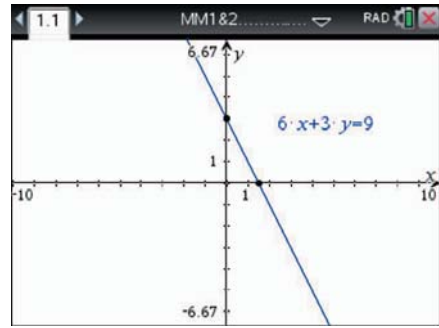 1.1 MM1&2............. RAD
6.67 y
6·x+3·y=9
1
x
-10 1 10
-6.67